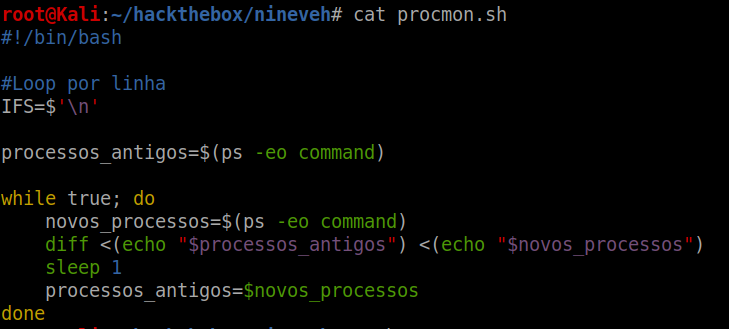 root@Kali:~/hackthebox/nineveh# cat procmon.sh
#!/bin/bash
#Loop por linha
IFS=$'\n'
processos_antigos=$(ps -eo command)
while true; do
    novos_processos=$(ps -eo command)
    diff <(echo "$processos_antigos") <(echo "$novos_processos")
    sleep 1
    processos_antigos=$novos_processos
done